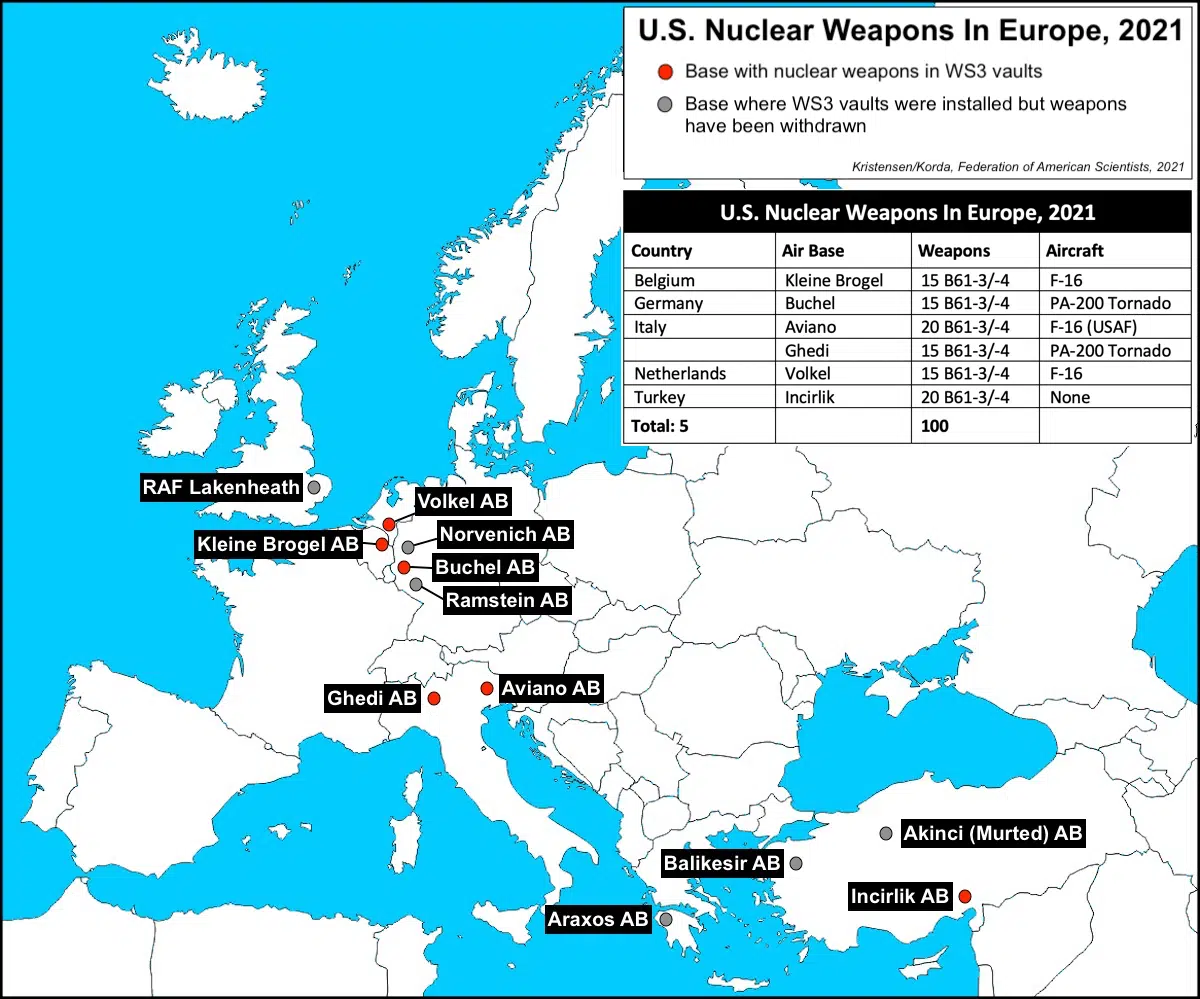 U.S. Nuclear Weapons In Europe, 2021
Base with nuclear weapons in WS3 vaults
Base where WS3 vaults were installed but weapons
have been withdrawn
Kristensen/Korda, Federation of American Scientists, 2021
U.S. Nuclear Weapons In Europe, 2021
Country Air Base Weapons Aircraft
Belgium Kleine Brogel 15 B61-3/-4 F-16
Germany Buchel 15 B61-3/-4 PA-200 Tornado
Italy Aviano 20 B61-3/-4 F-16 (USAF)
Ghedi 15 B61-3/-4 PA-200 Tornado
Netherlands Volkel 15 B61-3/-4 F-16
Turkey Incirlik 20 B61-3/-4 None
Total: 5 100
RAF Lakenheath
Volkel AB
Norvenich AB
Kleine Brogel AB
Buchel AB
Ramstein AB
Aviano AB
Ghedi AB
Akinci (Murted) AB
Balikesir AB
Incirlik AB
Araxos AB